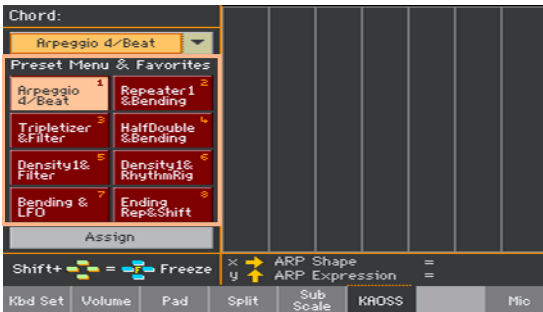 Chord:
Arpeggio 4/Beat
Preset Menu & Favorites
Arpeggio 4/Beat 1
Repeater1 &Bending 2
Tripletizer &Filter 3
HalfDouble &Bending 4
Density1& Filter 5
Density1& RhythmRig 6
Bending & LFO 7
Ending Rep&Shift 8
Assign
Shift+ = F Freeze
x ARP Shape =
y ARP Expression =
Kbd Set Volume Pad Split Sub Scale KAOSS Mic